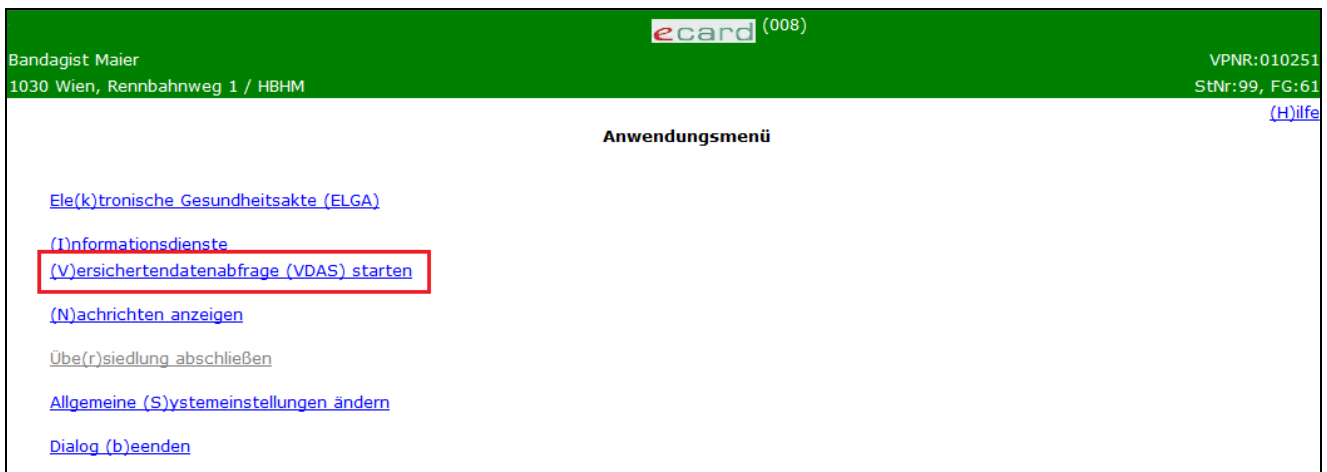 ecard (008)
Bandagist Maier VPNR:010251
1030 Wien, Rennbahnweg 1 / HBHM StNr:99, FG:61
(H)ilfe
Anwendungsmenü
Ele(k)tronische Gesundheitsakte (ELGA)
(I)nformationsdienste
(V)ersichertendatenabfrage (VDAS) starten
(N)achrichten anzeigen
Übe(r)siedlung abschließen
Allgemeine (S)ystemeinstellungen ändern
Dialog (b)eenden